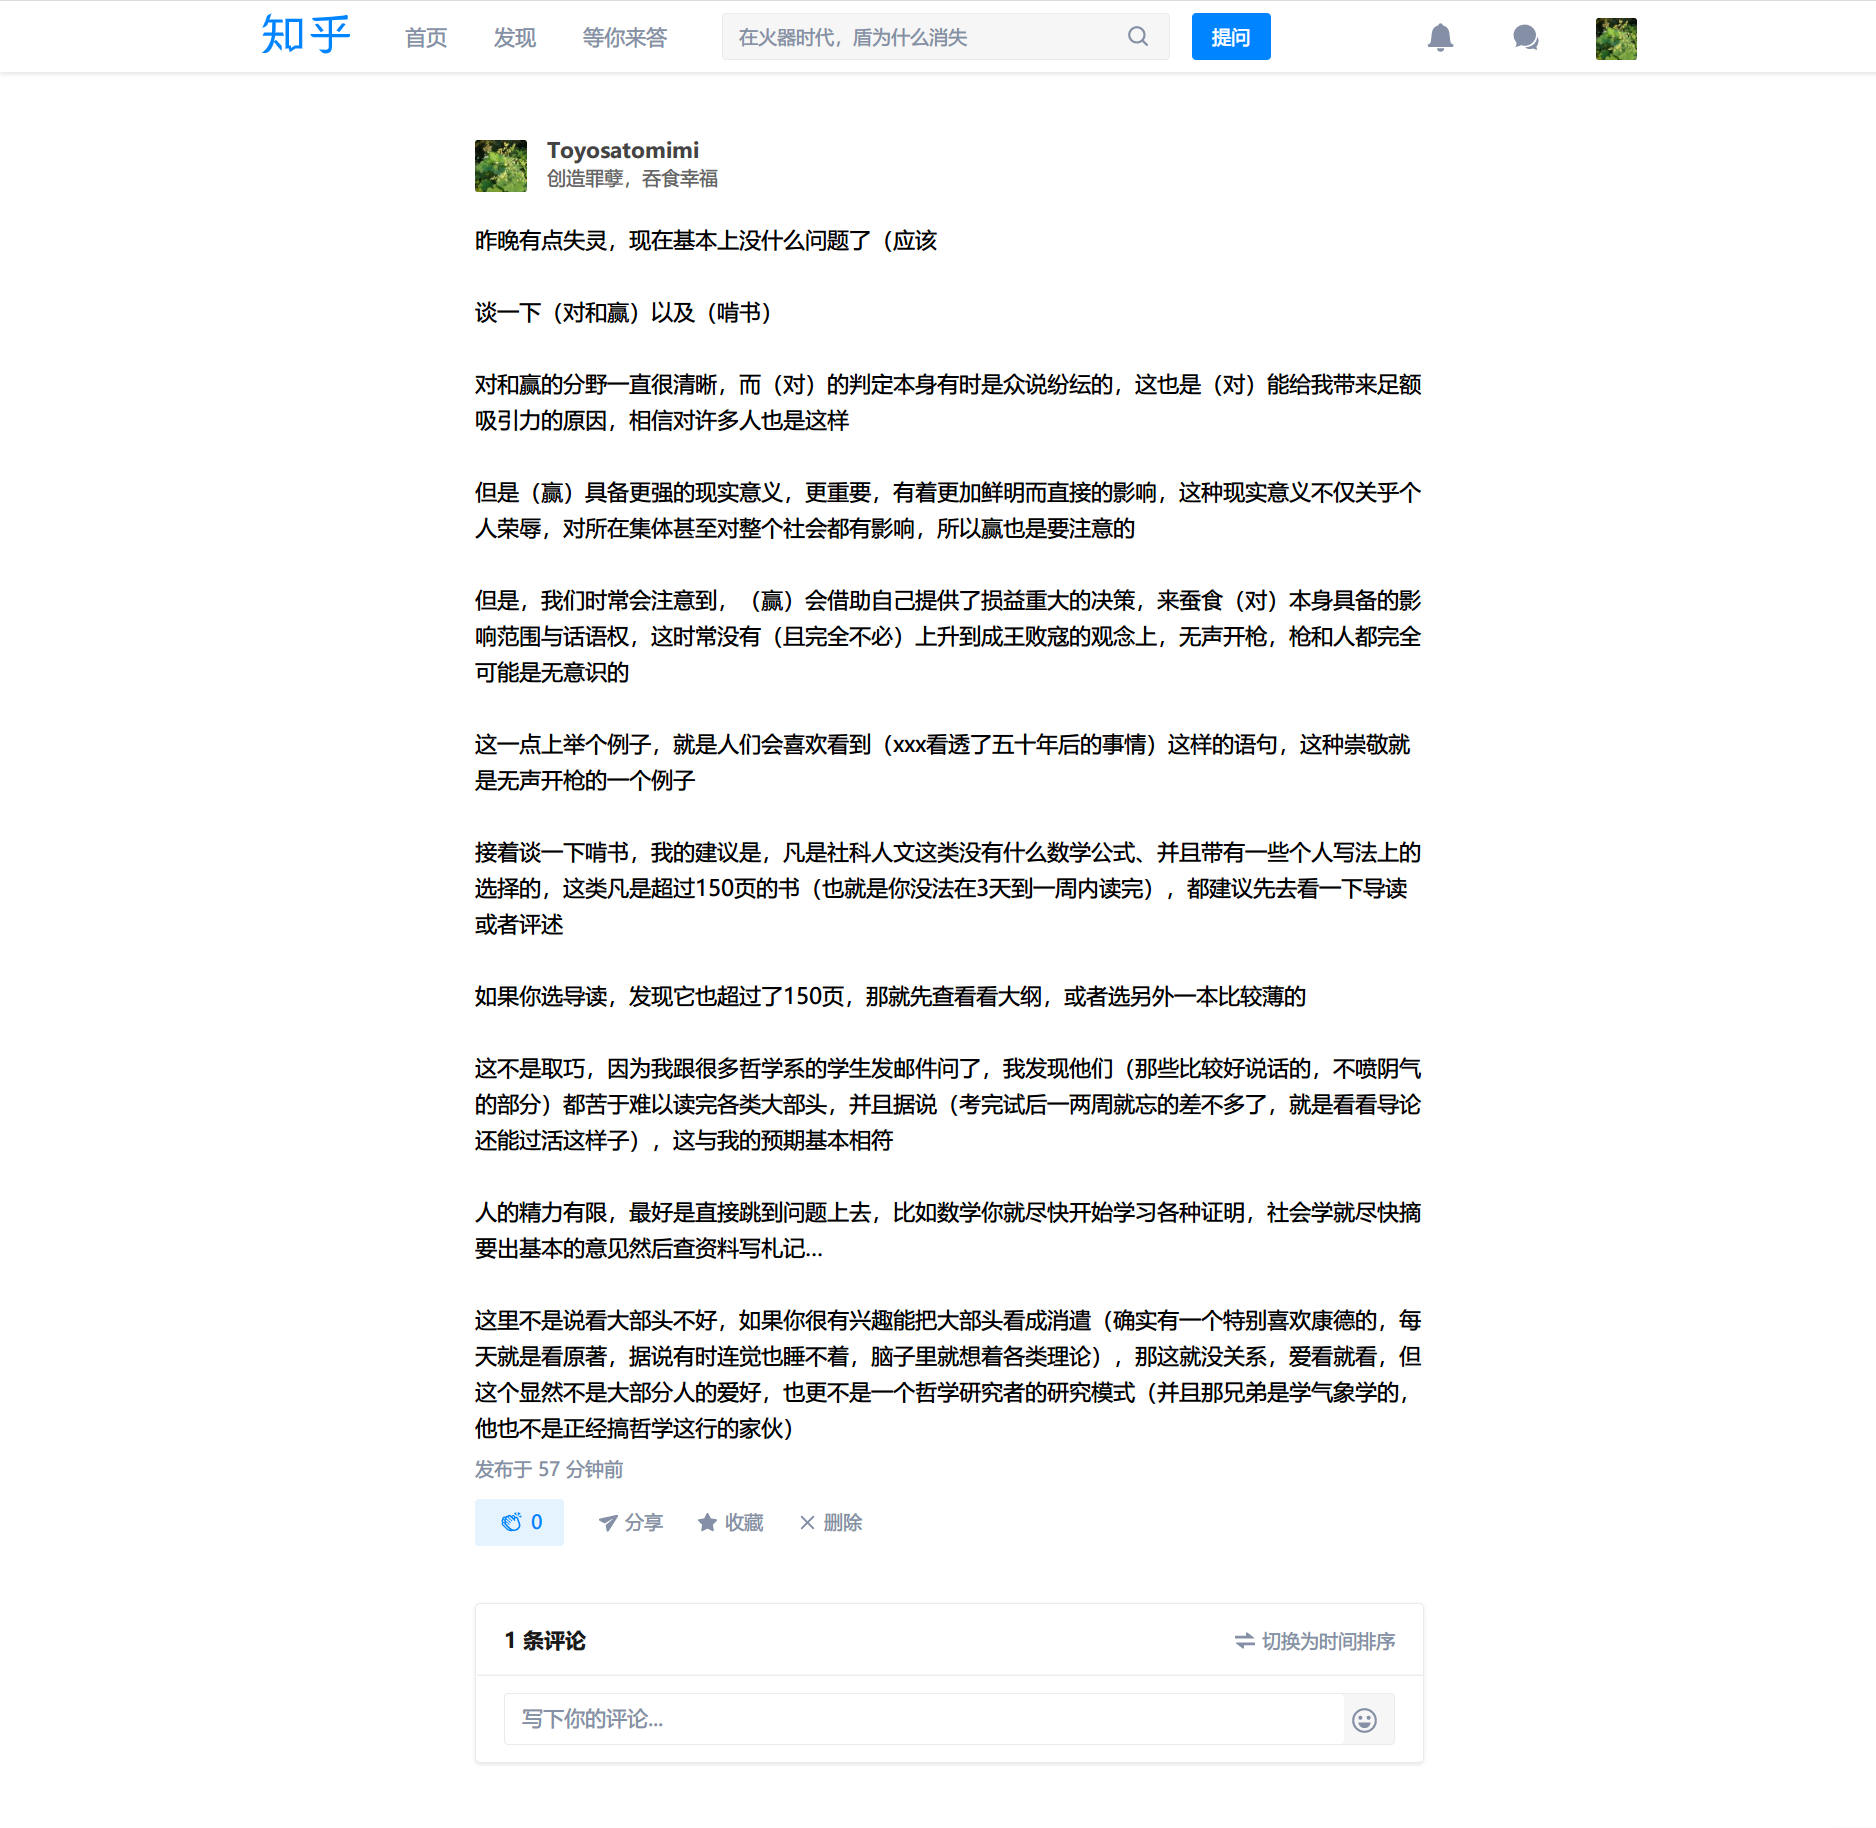 知乎 首页 发现 等你来答 在火器时代，盾为什么消失 提问
Toyosatomimi
创造罪孽，吞食幸福
昨晚有点失灵，现在基本上没什么问题了（应该
谈一下（对和赢）以及（啃书）
对和赢的分野一直很清晰，而（对）的判定本身有时是众说纷纭的，这也是（对）能给我带来足额
吸引力的原因，相信对许多人也是这样
但是（赢）具备更强的现实意义，更重要，有着更加鲜明而直接的影响，这种现实意义不仅关乎个
人荣辱，对所在集体甚至对整个社会都有影响，所以赢也是要注意的
但是，我们时常会注意到，（赢）会借助自己提供了损益重大的决策，来蚕食（对）本身具备的影
响范围与话语权，这时常没有（且完全不必）上升到成王败寇的观念上，无声开枪，枪和人都完全
可能是无意识的
这一点上举个例子，就是人们会喜欢看到（xxx看透了五十年后的事情）这样的语句，这种崇敬就
是无声开枪的一个例子
接着谈一下啃书，我的建议是，凡是社科人文这类没有什么数学公式、并且带有一些个人写法上的
选择的，这类凡是超过150页的书（也就是你没法在3天到一周内读完），都建议先去看一下导读
或者评述
如果你选导读，发现它也超过了150页，那就先查看看大纲，或者选另外一本比较薄的
这不是取巧，因为我跟很多哲学系的学生发邮件问了，我发现他们（那些比较好说话的，不喷阴气
的部分）都苦于难以读完各类大部头，并且据说（考完试后一两周就忘的差不多了，就是看看导论
还能过活这样子），这与我的预期基本相符
人的精力有限，最好是直接跳到问题上去，比如数学你就尽快开始学习各种证明，社会学就尽快摘
要出基本的意见然后查资料写札记...
这里不是说看大部头不好，如果你很有兴趣能把大部头看成消遣（确实有一个特别喜欢康德的，每
天就是看原著，据说有时连觉也睡不着，脑子里就想着各类理论），那这就没关系，爱看就看，但
这个显然不是大部分人的爱好，也更不是一个哲学研究者的研究模式（并且那兄弟是学气象学的，
他也不是正经搞哲学这行的家伙）
发布于 57 分钟前
0 分享 收藏 删除
1 条评论 切换为时间排序
写下你的评论...